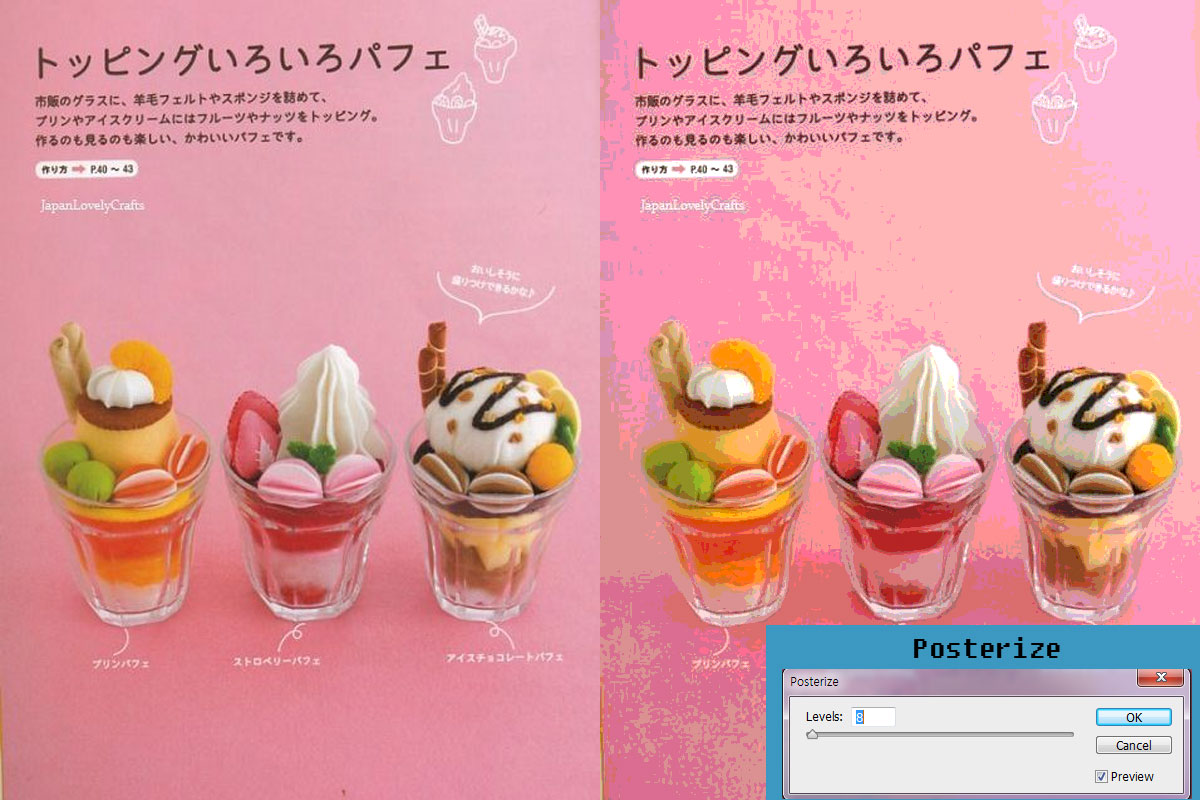 トッピングいろいろパフェ
市販のグラスに、羊毛フェルトやスポンジを詰めて、
プリンやアイスクリームにはフルーツやナッツをトッピング。
作るのも見るのも楽しい、かわいいパフェです。
作り方 ➡ P.40 〜 43
JapanLovelyCrafts
おいしそうに
盛りつけできるかな♪
プリンパフェ
ストロベリーパフェ
アイスチョコレートパフェ
トッピングいろいろパフェ
市販のグラスに、羊毛フェルトやスポンジを詰めて、
プリンやアイスクリームにはフルーツやナッツをトッピング。
作るのも見るのも楽しい、かわいいパフェです。
作り方 ➡ P.40 〜 43
JapanLovelyCrafts
おいしそうに
盛りつけできるかな♪
プリンパフェ
Posterize
Posterize
Levels: 8
OK
Cancel
Preview